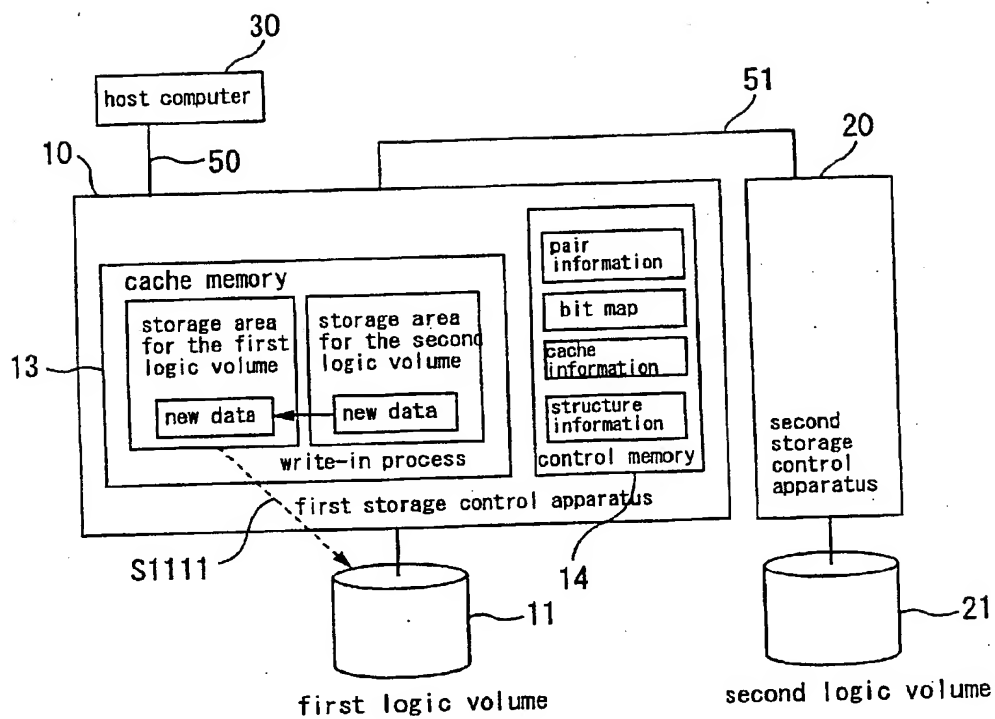 30
host computer
51
20
10
50
cache memory
storage area
for the first
logic volume
storage area
for the second
logic volume
13
new data
new data
write-in process
pair
information
bit map
cache
information
structure
information
control memory
second
storage
control
apparatus
first storage control apparatus
S1111
14
11
21
first logic volume
second logic volume